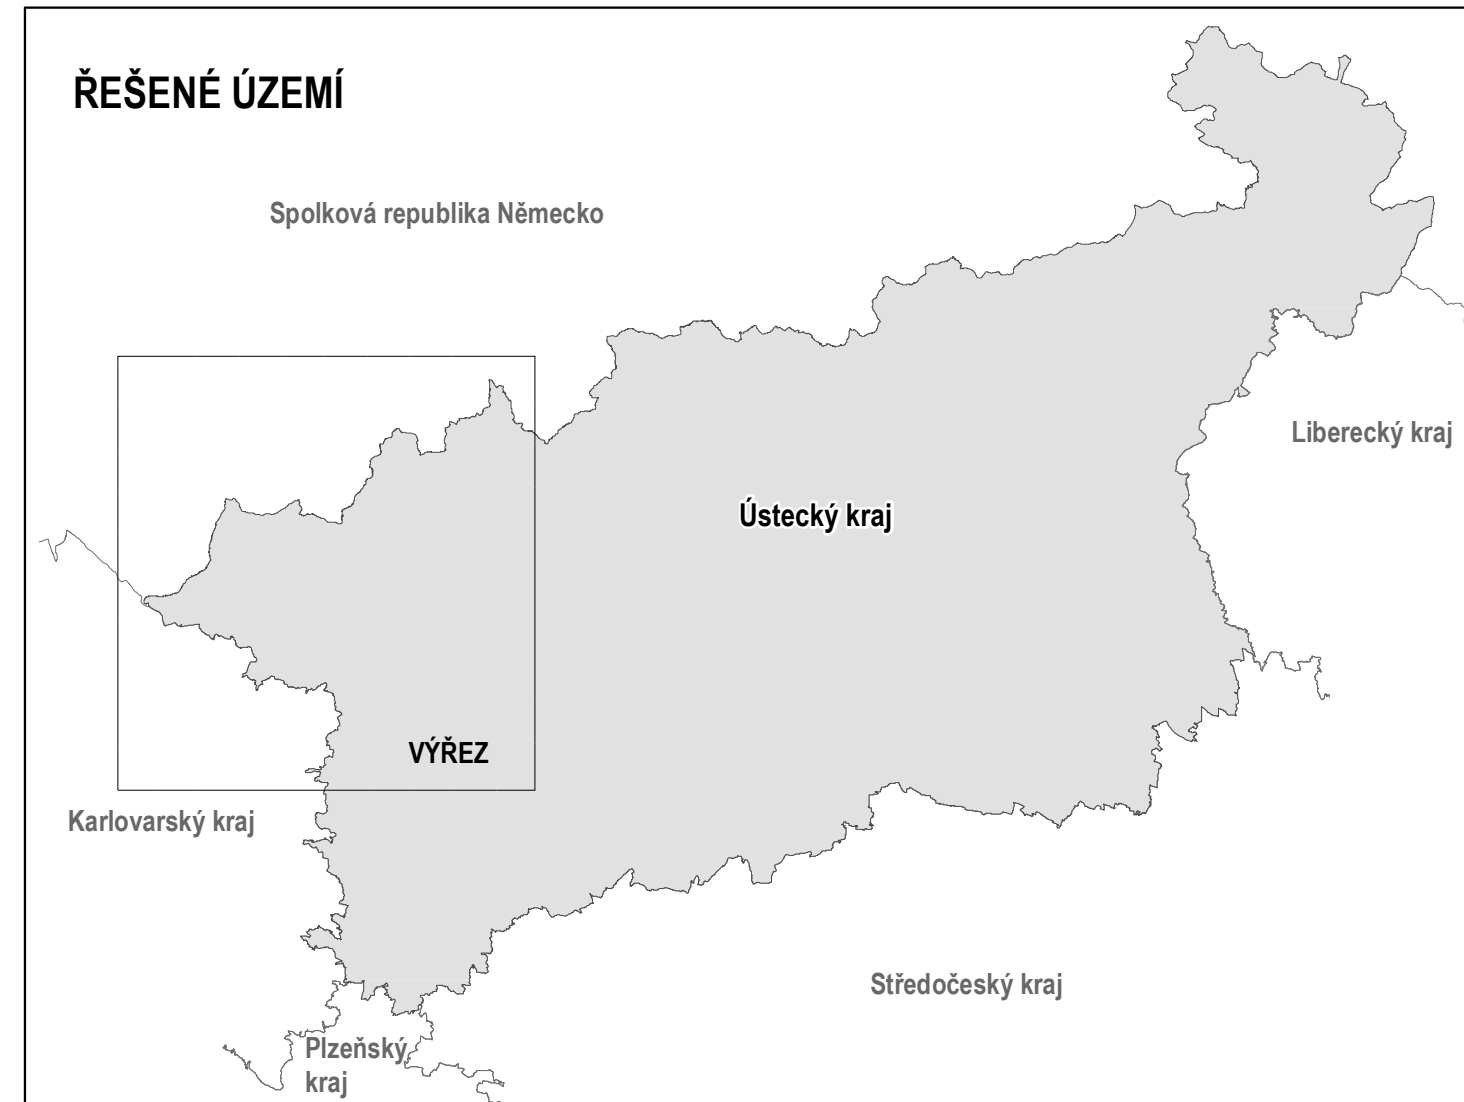 ŘEŠENÉ ÚZEMÍ
Spolková republika Německo
Liberecký kraj
Ústecký kraj
VÝŘEZ
Karlovarský kraj
Středočeský kraj
Plzeňský
kraj